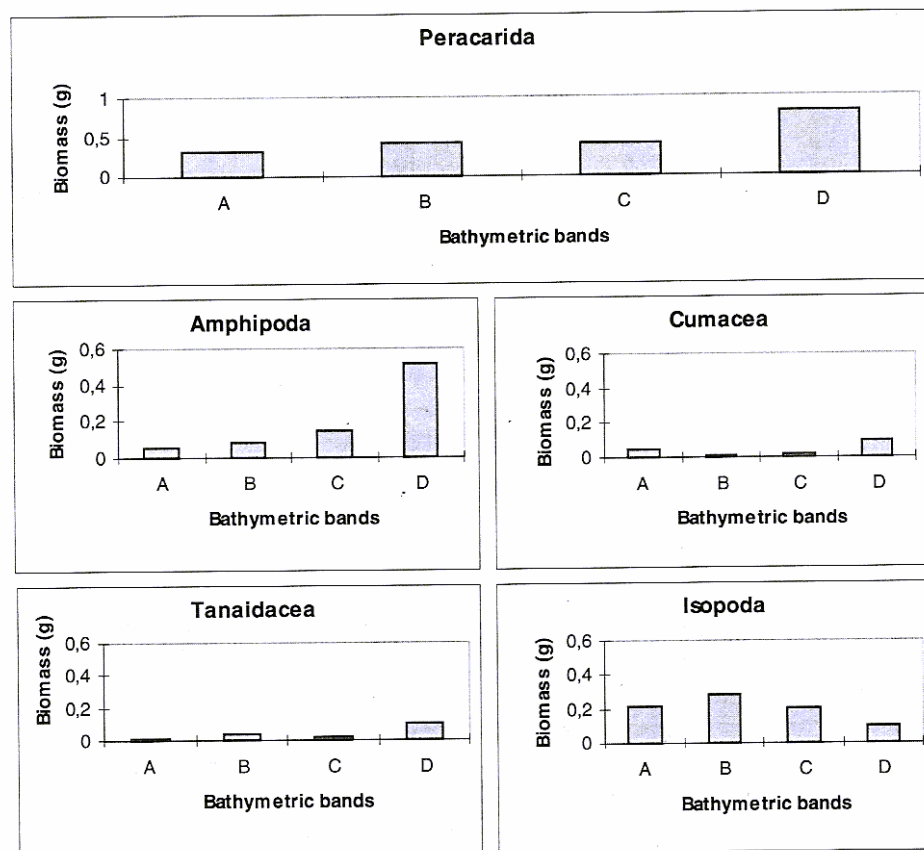 Peracarida
Biomass (g)
1
0,5
0
A B C D
Bathymetric bands
Amphipoda
Biomass (g)
0,6
0,4
0,2
0
A B C D
Bathymetric bands
Cumacea
Biomass (g)
0,6
0,4
0,2
0
A B C D
Bathymetric bands
Tanaidacea
Biomass (g)
0,6
0,4
0,2
0
A B C D
Bathymetric bands
Isopoda
Biomass (g)
0,6
0,4
0,2
0
A B C D
Bathymetric bands